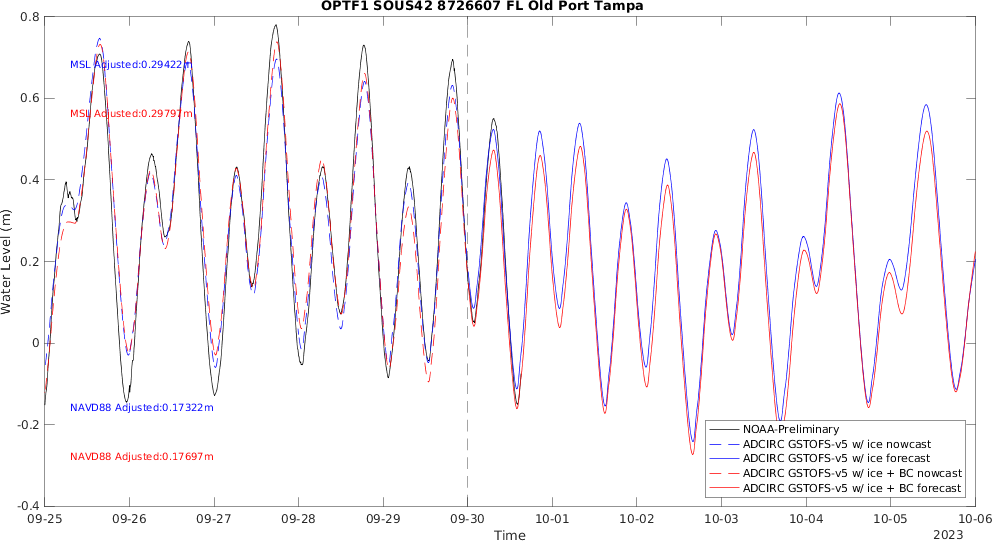 OPTF1 SOUS42 8726607 FL Old Port Tampa
0.8
0.6
0.4
0.2
0
-0.2
-0.4
Water Level (m)
MSL Adjusted:0.29422m
MSL Adjusted:0.29797m
NAVD88 Adjusted:0.17322m
NAVD88 Adjusted:0.17697m
NOAA-Preliminary
ADCIRC GSTOFS-v5 w/ ice nowcast
ADCIRC GSTOFS-v5 w/ ice forecast
ADCIRC GSTOFS-v5 w/ ice + BC nowcast
ADCIRC GSTOFS-v5 w/ ice + BC forecast
09-25 09-26 09-27 09-28 09-29 09-30 10-01 10-02 10-03 10-04 10-05 10-06
Time
2023